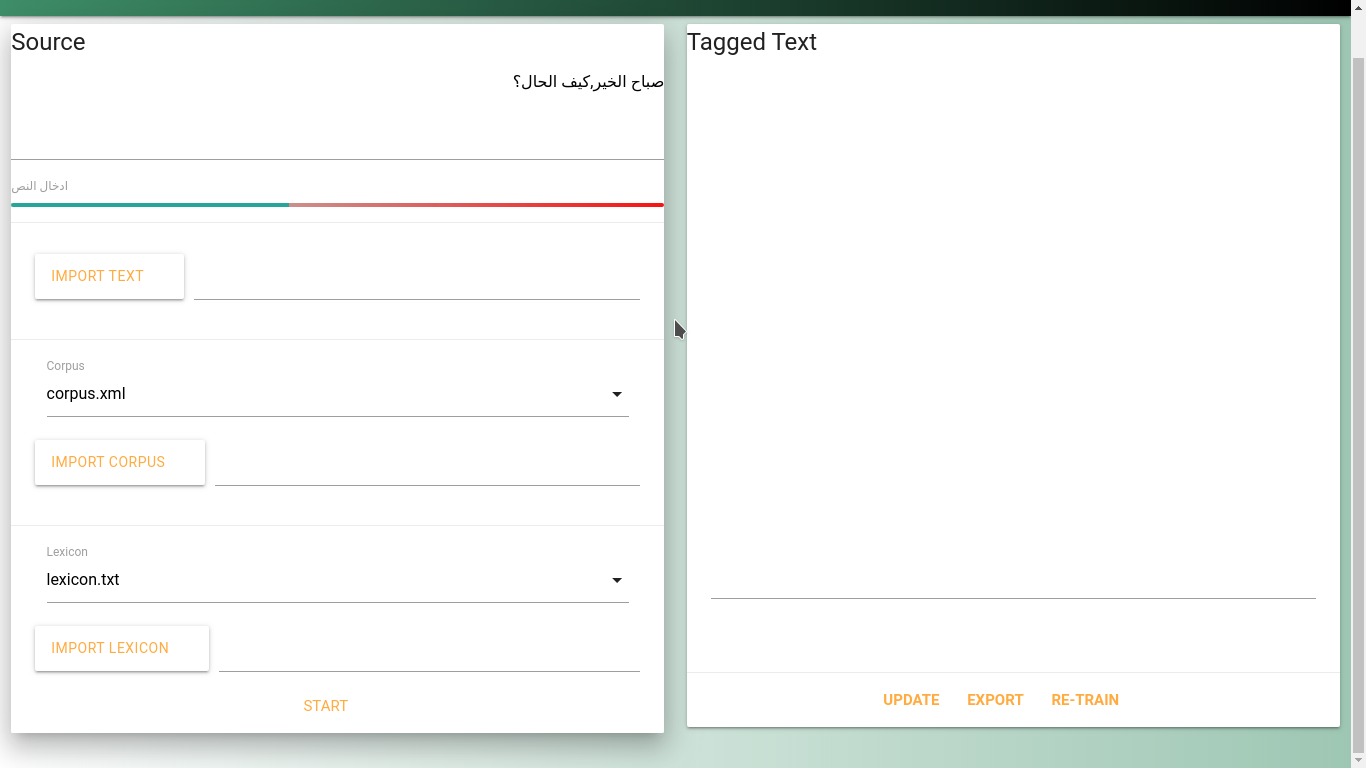 Source
صباح الخير,كيف الحال؟
ادخال النص
IMPORT TEXT
Corpus
corpus.xml
IMPORT CORPUS
Lexicon
lexicon.txt
IMPORT LEXICON
START
Tagged Text
UPDATE EXPORT RE-TRAIN